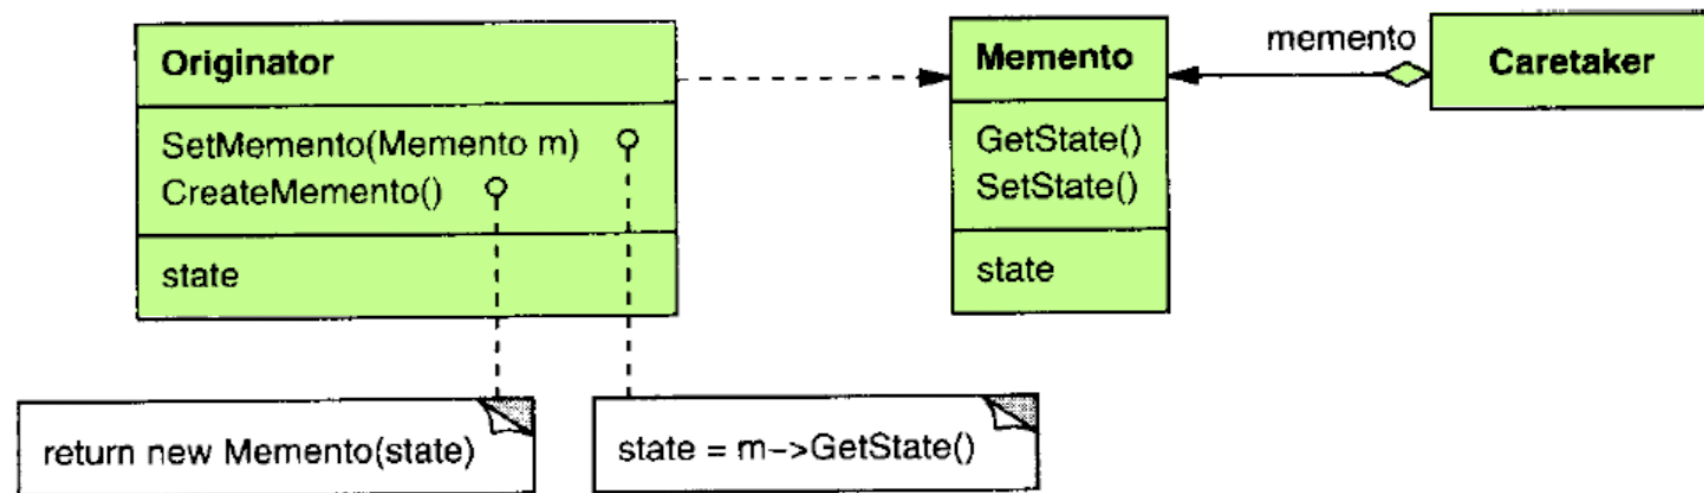 Originator
SetMemento(Memento m)
CreateMemento()
state
return new Memento(state)
state = m->GetState()
Memento
GetState()
SetState()
state
memento
Caretaker